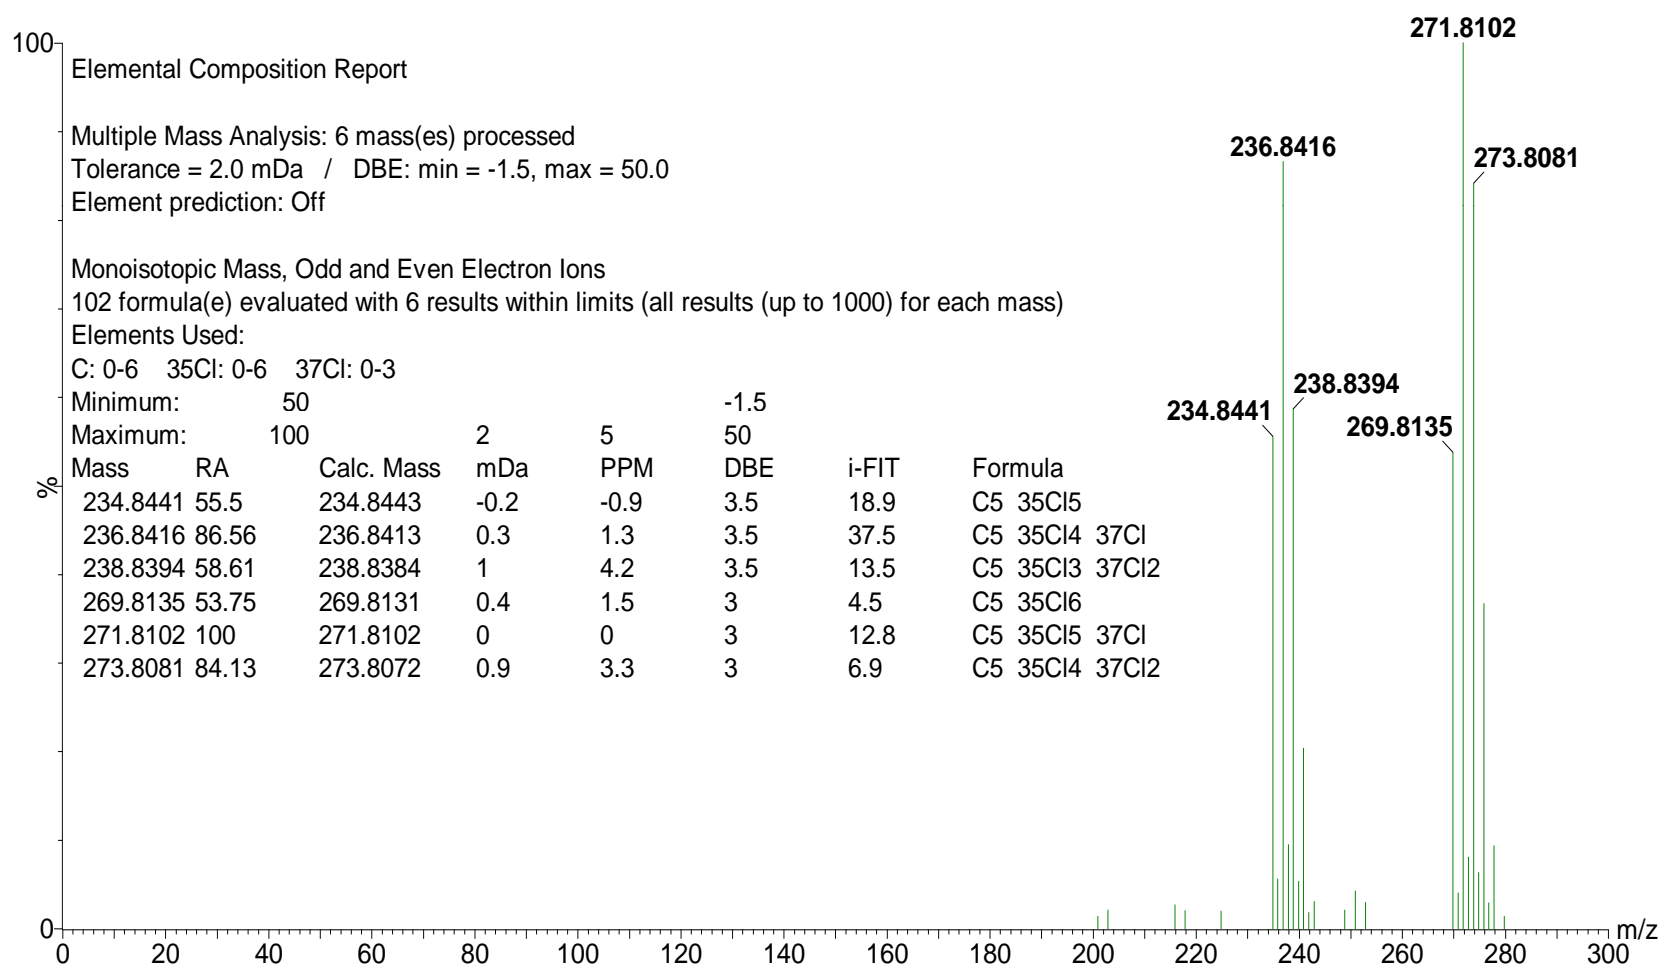 271.8102
100
Elemental Composition Report
Multiple Mass Analysis: 6 mass(es) processed
236.8416
273.8081
Tolerance = 2.0 mDa / DBE: min = -1.5, max = 50.0
Element prediction: Off
Monoisotopic Mass, Odd and Even Electron Ions
102 formula(e) evaluated with 6 results within limits (all results (up to 1000) for each mass)
Elements Used:
C: 0-6 35Cl: 0-6 37Cl: 0-3
238.8394
Minimum: 50 -1.5
234.8441
269.8135
Maximum: 100 2 5 50
Mass RA Calc. Mass mDa PPM DBE i-FIT Formula
%
234.8441 55.5 234.8443 -0.2 -0.9 3.5 18.9 C5 35Cl5
236.8416 86.56 236.8413 0.3 1.3 3.5 37.5 C5 35Cl4 37Cl
238.8394 58.61 238.8384 1 4.2 3.5 13.5 C5 35Cl3 37Cl2
269.8135 53.75 269.8131 0.4 1.5 3 4.5 C5 35Cl6
271.8102 100 271.8102 0 0 3 12.8 C5 35Cl5 37Cl
273.8081 84.13 273.8072 0.9 3.3 3 6.9 C5 35Cl4 37Cl2
0
m/z
0 20 40 60 80 100 120 140 160 180 200 220 240 260 280 300